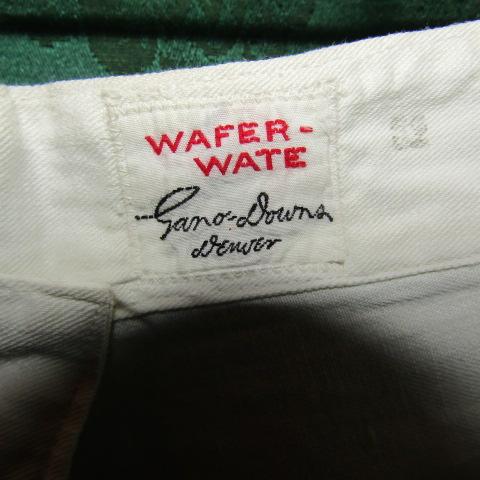 WAFER-
WATE
Gano-Downs
Denver